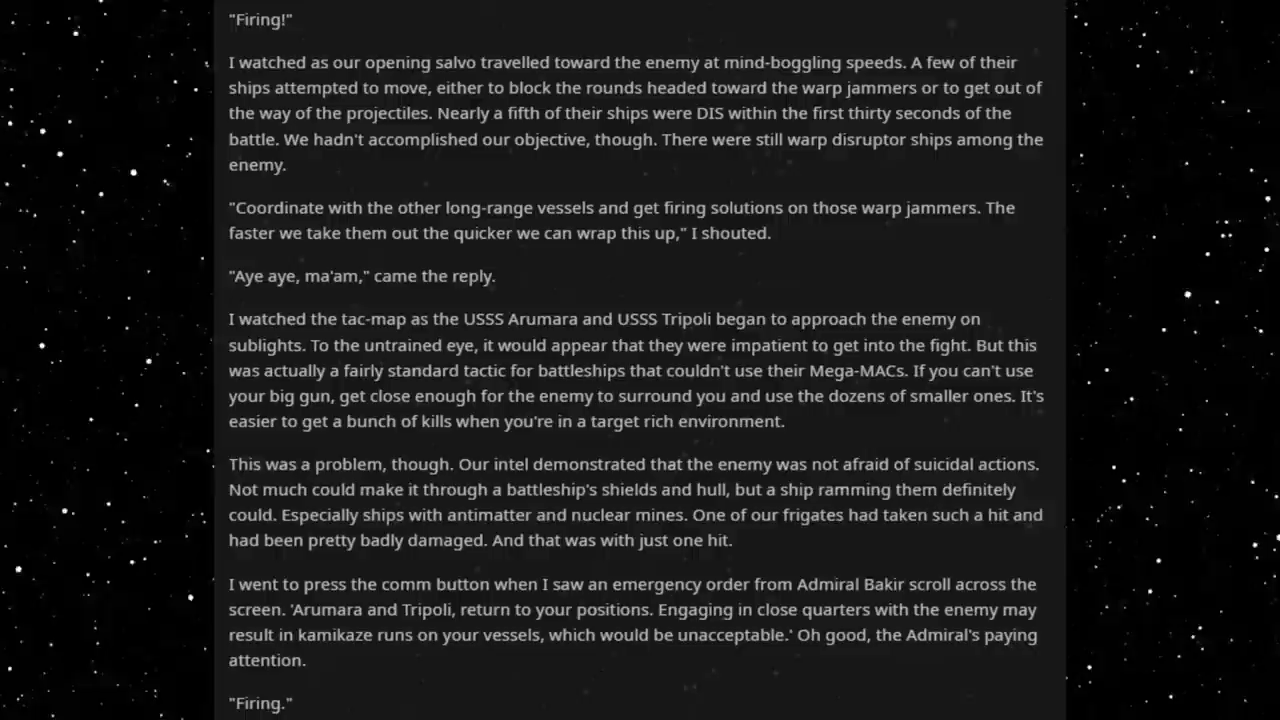 "Firing!"
I watched as our opening salvo travelled toward the enemy at mind-boggling speeds. A few of their
ships attempted to move, either to block the rounds headed toward the warp jammers or to get out of
the way of the projectiles. Nearly a fifth of their ships were DIS within the first thirty seconds of the
battle. We hadn't accomplished our objective, though. There were still warp disruptor ships among the
enemy.
"Coordinate with the other long-range vessels and get firing solutions on those warp jammers. The
faster we take them out the quicker we can wrap this up," I shouted.
"Aye aye, ma'am," came the reply.
I watched the tac-map as the USSS Arumara and USSS Tripoli began to approach the enemy on
sublights. To the untrained eye, it would appear that they were impatient to get into the fight. But this
was actually a fairly standard tactic for battleships that couldn't use their Mega-MACs. If you can't use
your big gun, get close enough for the enemy to surround you and use the dozens of smaller ones. It's
easier to get a bunch of kills when you're in a target rich environment.
This was a problem, though. Our intel demonstrated that the enemy was not afraid of suicidal actions.
Not much could make it through a battleship's shields and hull, but a ship ramming them definitely
could. Especially ships with antimatter and nuclear mines. One of our frigates had taken such a hit and
had been pretty badly damaged. And that was with just one hit.
I went to press the comm button when I saw an emergency order from Admiral Bakir scroll across the
screen. 'Arumara and Tripoli, return to your positions. Engaging in close quarters with the enemy may
result in kamikaze runs on your vessels, which would be unacceptable.' Oh good, the Admiral's paying
attention.
"Firing."